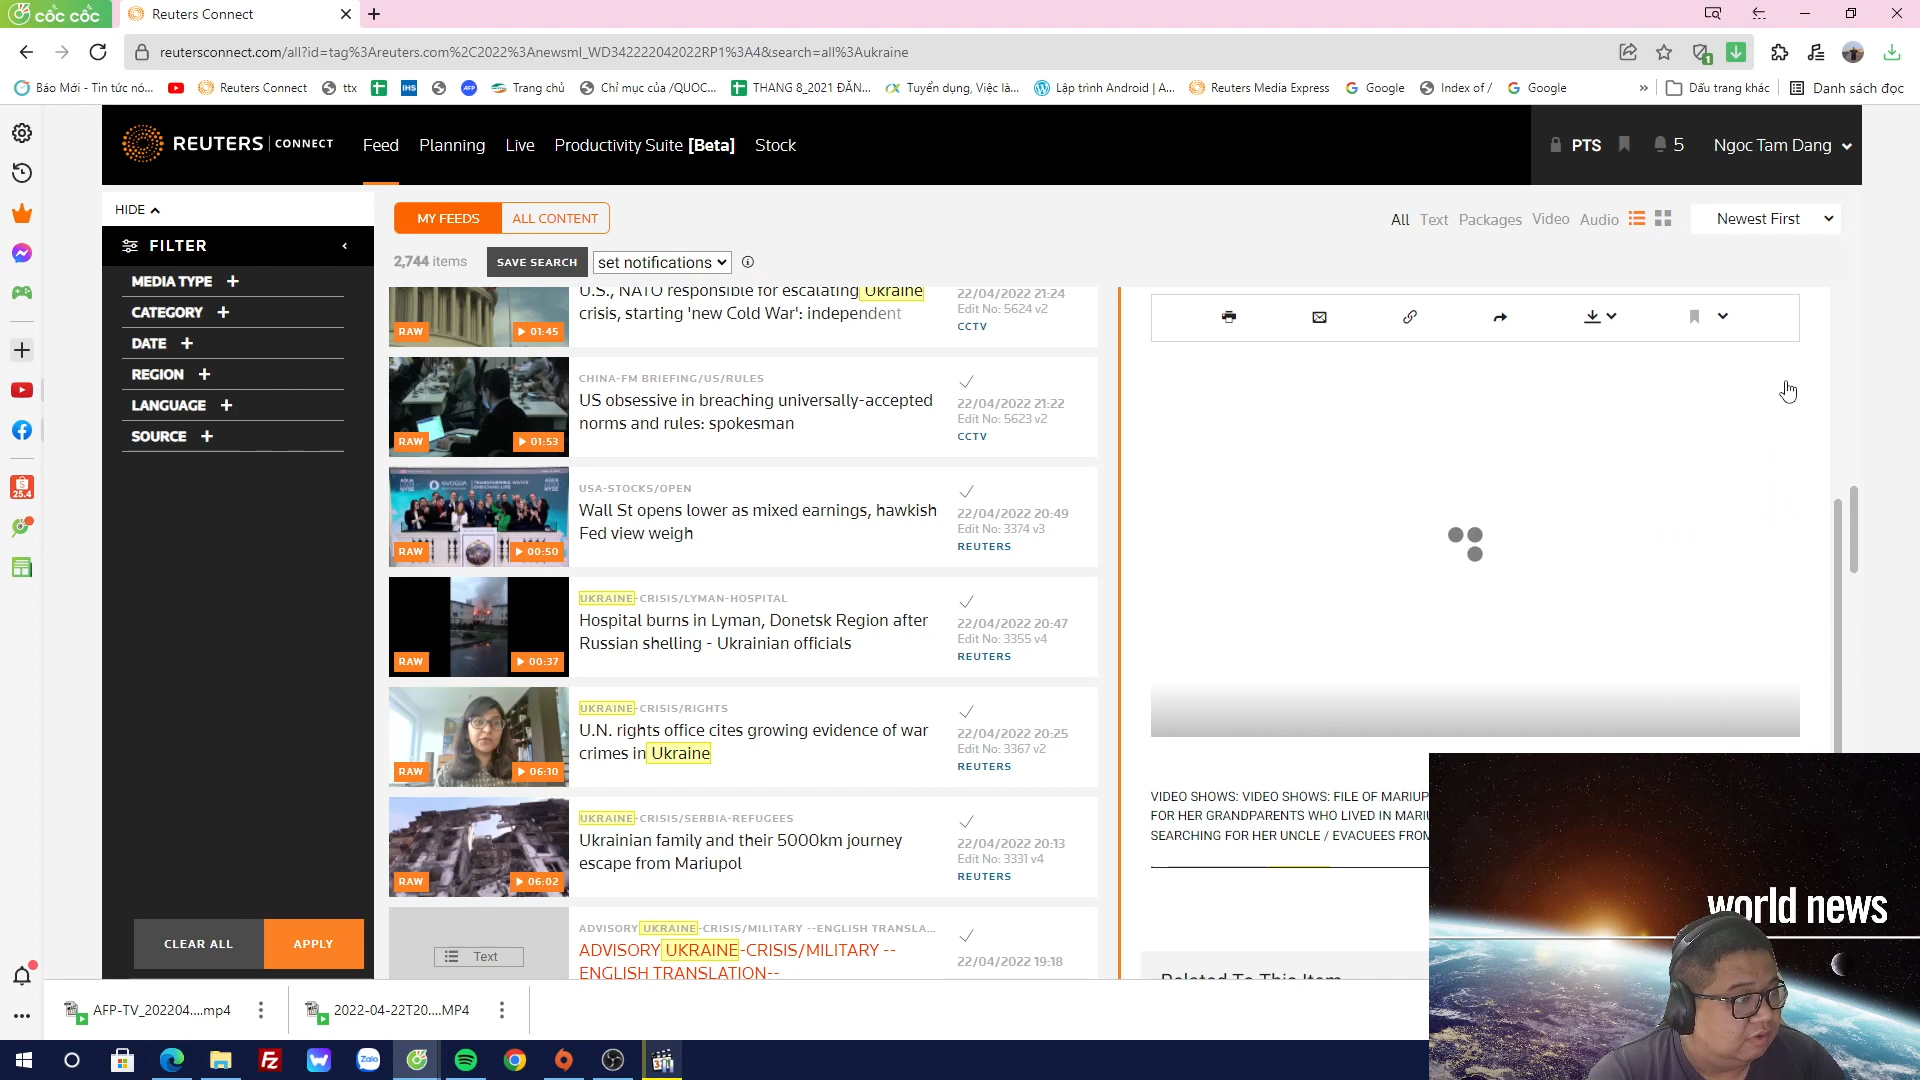 cốc cốc
Reuters Connect
reutersconnect.com/all?id=tag%3Areuters.com%2C2022%3Anewsml_WD342222042022RP1%3A4&search=all%3Aukraine
Báo Mới - Tin tức nó...
Reuters Connect
ttx
IHS
AFP
Trang chủ
Chỉ mục của /QUOC...
THANG 8_2021 ĐĂN...
Tuyển dụng, Việc là...
Lập trình Android | A...
Reuters Media Express
Google
Index of /
Google
»
Dấu trang khác
Danh sách đọc
REUTERS CONNECT
Feed
Planning
Live
Productivity Suite [Beta]
Stock
PTS
5
Ngoc Tam Dang
HIDE
FILTER
MEDIA TYPE +
CATEGORY +
DATE +
REGION +
LANGUAGE +
SOURCE +
CLEAR ALL
APPLY
25.4
MY FEEDS
ALL CONTENT
All
Text
Packages
Video
Audio
Newest First
2,744 items
SAVE SEARCH
set notifications
U.S., NATO responsible for escalating Ukraine
crisis, starting 'new Cold War': independent
22/04/2022 21:24
Edit No: 5624 v2
CCTV
RAW
01:45
CHINA-FM BRIEFING/US/RULES
US obsessive in breaching universally-accepted
norms and rules: spokesman
22/04/2022 21:22
Edit No: 5623 v2
CCTV
RAW
01:53
USA-STOCKS/OPEN
Wall St opens lower as mixed earnings, hawkish
Fed view weigh
22/04/2022 20:49
Edit No: 3374 v3
REUTERS
RAW
00:50
UKRAINE-CRISIS/LYMAN-HOSPITAL
Hospital burns in Lyman, Donetsk Region after
Russian shelling - Ukrainian officials
22/04/2022 20:47
Edit No: 3355 v4
REUTERS
RAW
00:37
UKRAINE-CRISIS/RIGHTS
U.N. rights office cites growing evidence of war
crimes in Ukraine
22/04/2022 20:25
Edit No: 3367 v2
REUTERS
RAW
06:10
UKRAINE-CRISIS/SERBIA-REFUGEES
Ukrainian family and their 5000km journey
escape from Mariupol
22/04/2022 20:13
Edit No: 3331 v4
REUTERS
RAW
06:02
ADVISORY UKRAINE-CRISIS/MILITARY --ENGLISH TRANSLA...
ADVISORY UKRAINE-CRISIS/MILITARY --
ENGLISH TRANSLATION--
22/04/2022 19:18
Text
VIDEO SHOWS: VIDEO SHOWS: FILE OF MARIUP
FOR HER GRANDPARENTS WHO LIVED IN MARI
SEARCHING FOR HER UNCLE / EVACUEES FROM
Related To This Item
world news
AFP-TV_202204....mp4
2022-04-22T20....MP4
Zalo